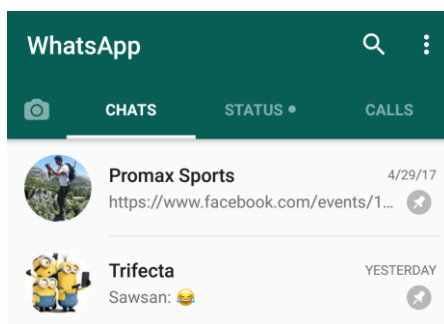 WhatsApp
CHATS STATUS CALLS
Promax Sports 4/29/17
https://www.facebook.com/events/1...
Trifecta YESTERDAY
Sawsan: 😂